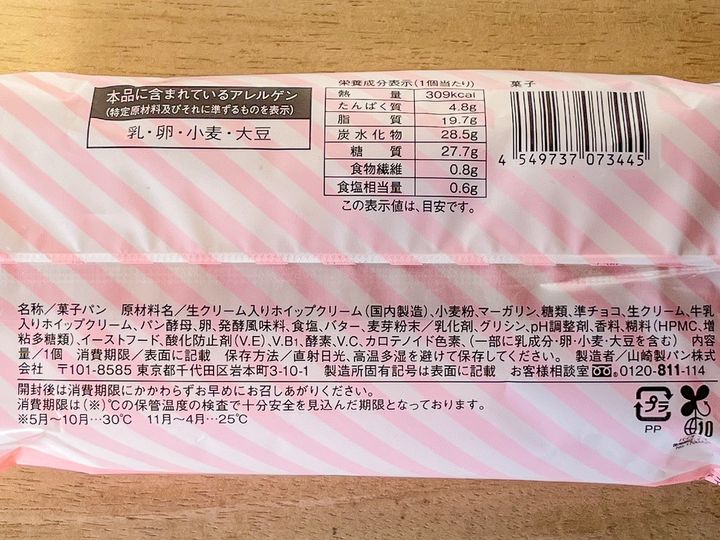 本品に含まれているアレルゲン
(特定原材料及びそれに準ずるものを表示)
乳・卵・小麦・大豆
栄養成分表示(1個当たり)
熱量 309kcal
たんぱく質 4.8g
脂質 19.7g
炭水化物 28.5g
糖質 27.7g
食物繊維 0.8g
食塩相当量 0.6g
この表示値は、目安です。
菓子
4 549737 073445
名称/菓子パン 原材料名/生クリーム入りホイップクリーム(国内製造)、小麦粉、マーガリン、糖類、準チョコ、生クリーム、牛乳
入りホイップクリーム、パン酵母、卵、発酵風味料、食塩、バター、麦芽粉末/乳化剤、グリシン、pH調整剤、香料、糊料(HPMC、増
粘多糖類)、イーストフード、酸化防止剤(V.E)、V.B₁、酵素、V.C、カロテノイド色素、(一部に乳成分・卵・小麦・大豆を含む) 内容
量/1個 消費期限/表面に記載 保存方法/直射日光、高温多湿を避けて保存してください。 製造者/山崎製パン株式
会社 〒101-8585 東京都千代田区岩本町3-10-1 製造所固有記号は表面に記載 お客様相談室 0120-811-114
開封後は消費期限にかかわらずお早めにお召しあがりください。
消費期限は(※)℃の保管温度の検査で十分安全を見込んだ期限となっております。
※5月～10月…30℃ 11月～4月…25℃
プラ
PP
10